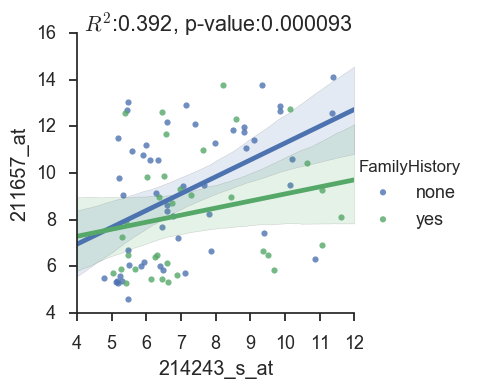 R²:0.392, p-value:0.000093
16
14
12
10
8
6
4
211657_at
4 5 6 7 8 9 10 11 12
214243_s_at
FamilyHistory
none
yes